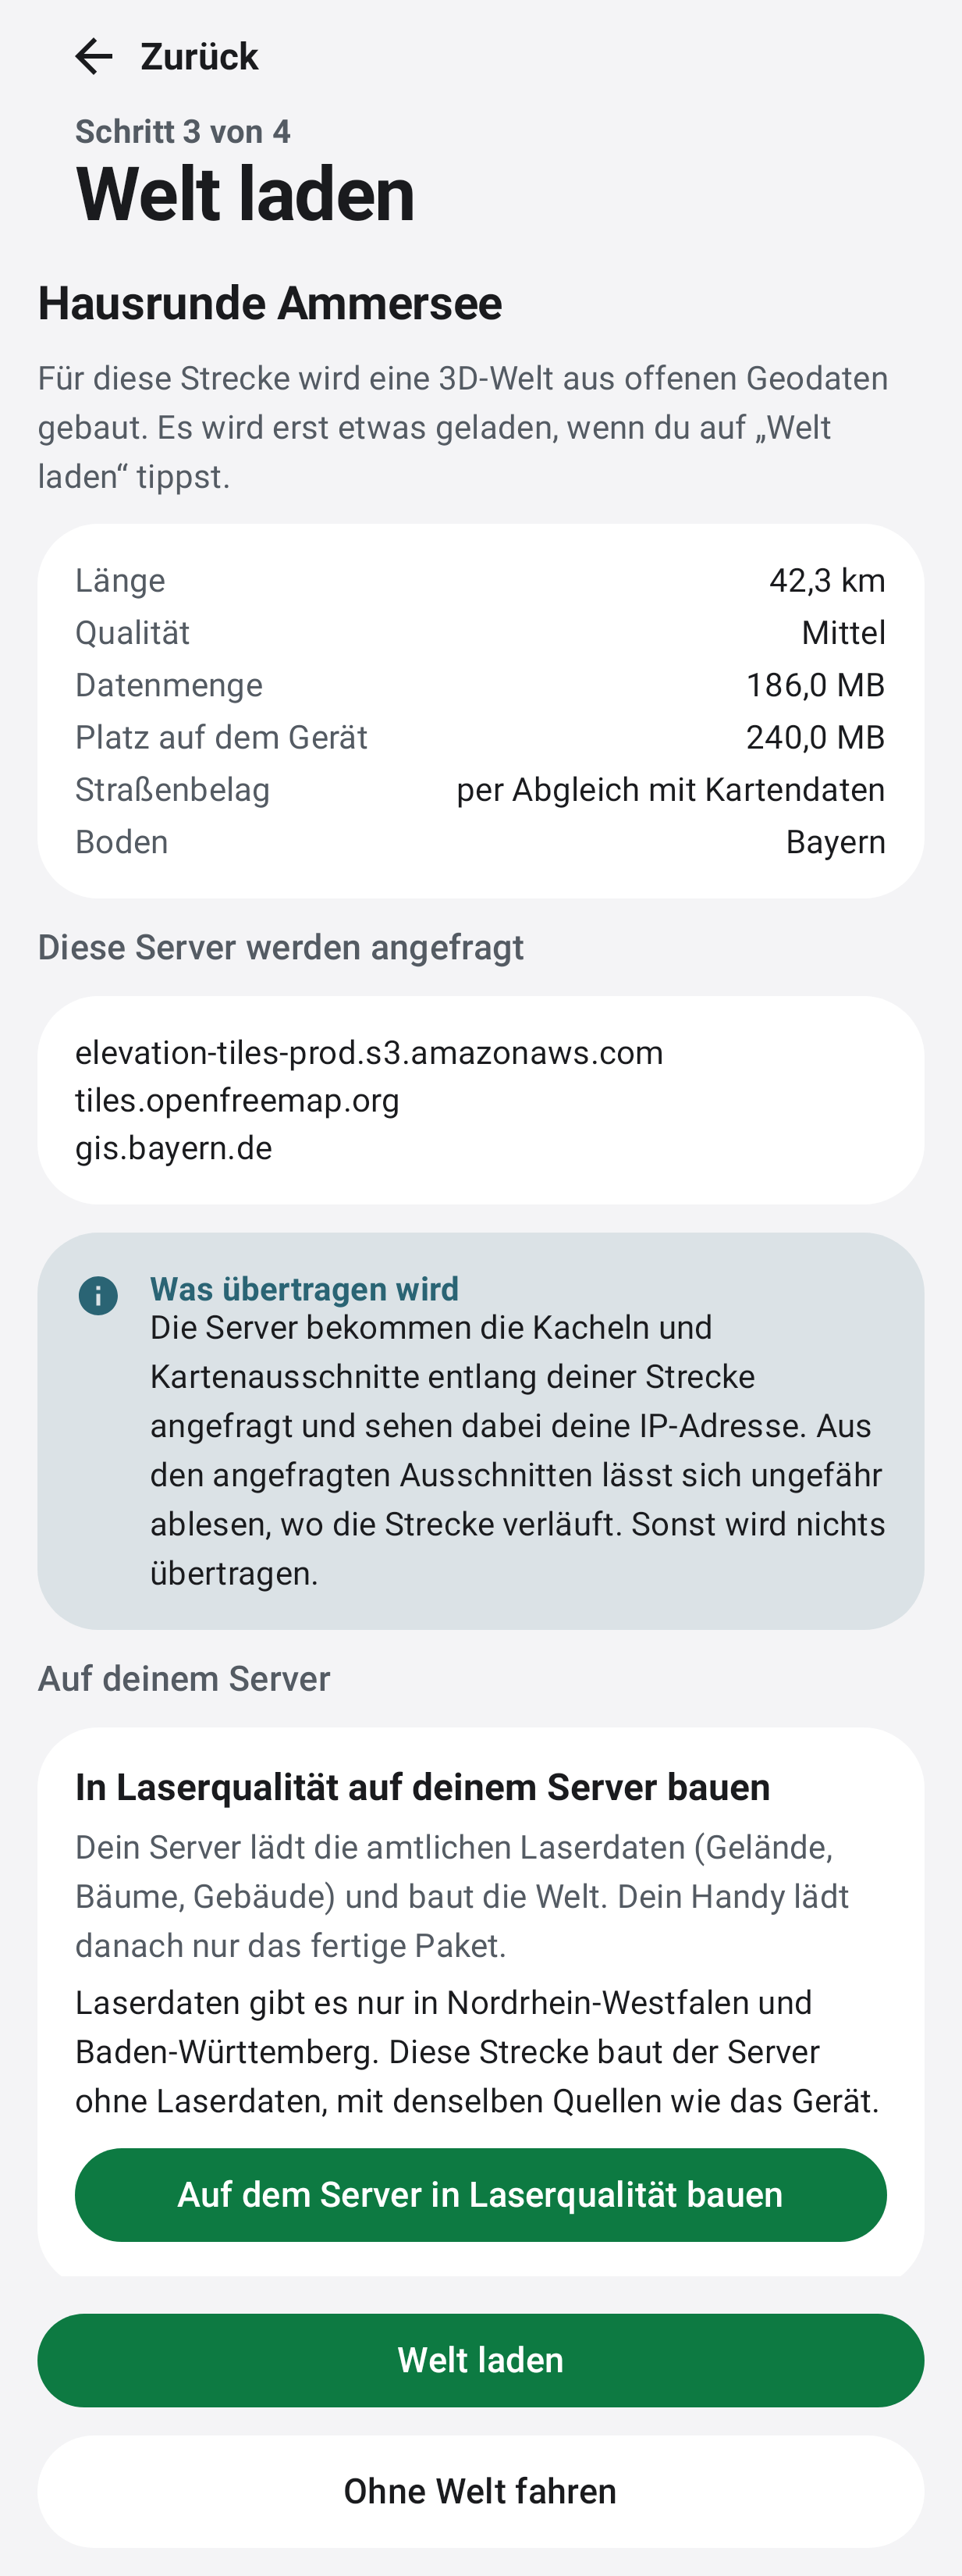 Zurück
Schritt 3 von 4
Welt laden
Hausrunde Ammersee
Für diese Strecke wird eine 3D-Welt aus offenen Geodaten
gebaut. Es wird erst etwas geladen, wenn du auf „Welt
laden“ tippst.
Länge 42,3 km
Qualität Mittel
Datenmenge 186,0 MB
Platz auf dem Gerät 240,0 MB
Straßenbelag per Abgleich mit Kartendaten
Boden Bayern
Diese Server werden angefragt
elevation-tiles-prod.s3.amazonaws.com
tiles.openfreemap.org
gis.bayern.de
Was übertragen wird
Die Server bekommen die Kacheln und
Kartenausschnitte entlang deiner Strecke
angefragt und sehen dabei deine IP-Adresse. Aus
den angefragten Ausschnitten lässt sich ungefähr
ablesen, wo die Strecke verläuft. Sonst wird nichts
übertragen.
Auf deinem Server
In Laserqualität auf deinem Server bauen
Dein Server lädt die amtlichen Laserdaten (Gelände,
Bäume, Gebäude) und baut die Welt. Dein Handy lädt
danach nur das fertige Paket.
Laserdaten gibt es nur in Nordrhein-Westfalen und
Baden-Württemberg. Diese Strecke baut der Server
ohne Laserdaten, mit denselben Quellen wie das Gerät.
Auf dem Server in Laserqualität bauen
Welt laden
Ohne Welt fahren